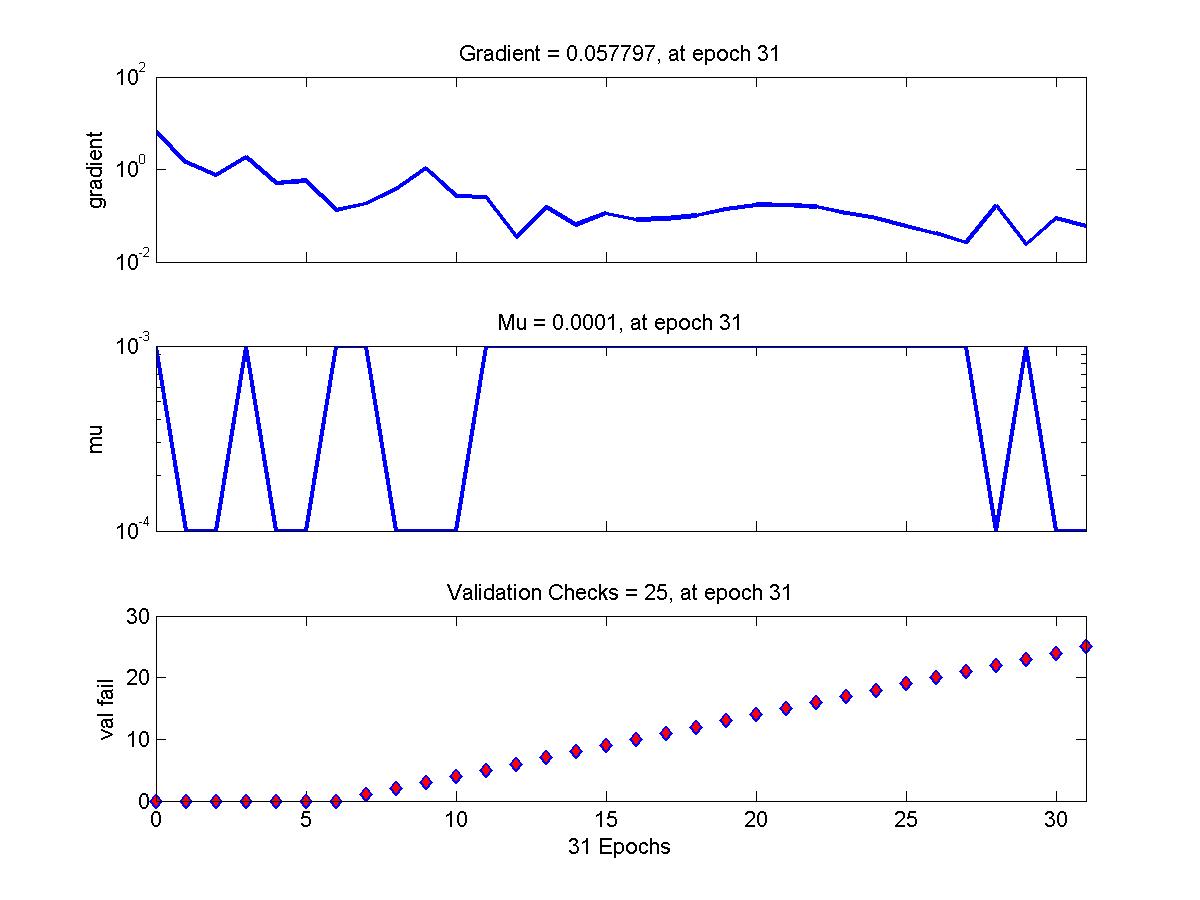 Gradient = 0.057797, at epoch 31
10^2
10^0
10^-2
gradient
Mu = 0.0001, at epoch 31
10^-3
10^-4
mu
Validation Checks = 25, at epoch 31
30
20
10
0
val fail
0 5 10 15 20 25 30
31 Epochs